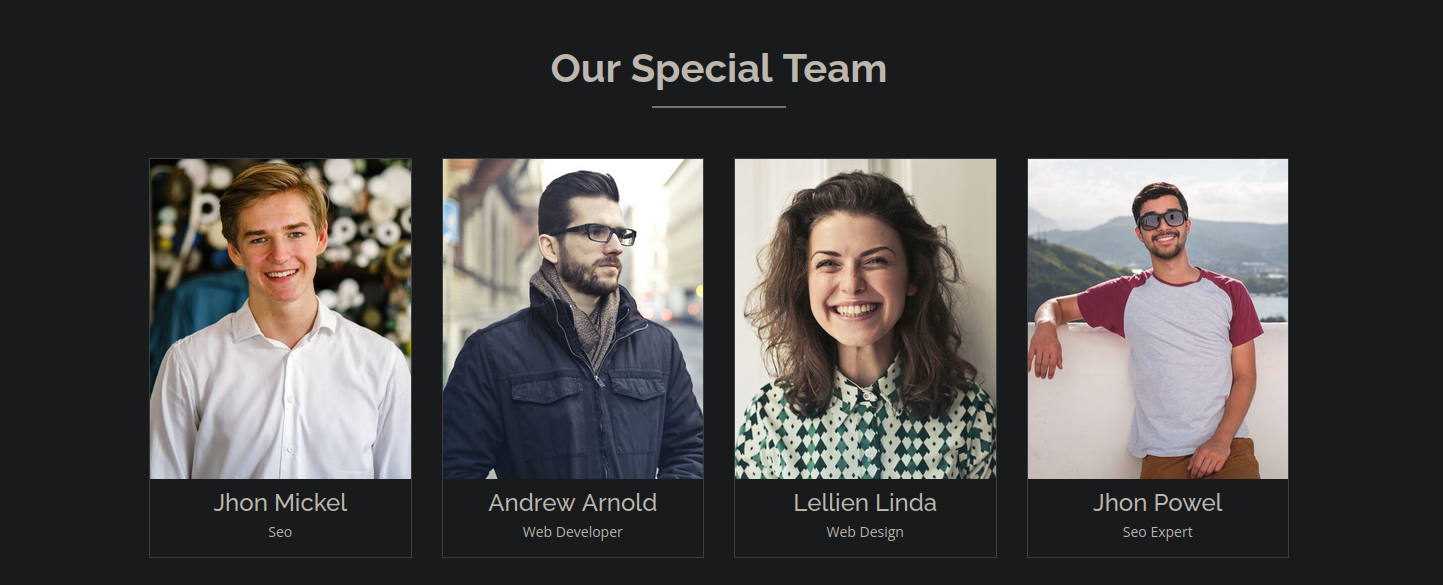 Our Special Team
Jhon Mickel
Seo
Andrew Arnold
Web Developer
Lellien Linda
Web Design
Jhon Powel
Seo Expert